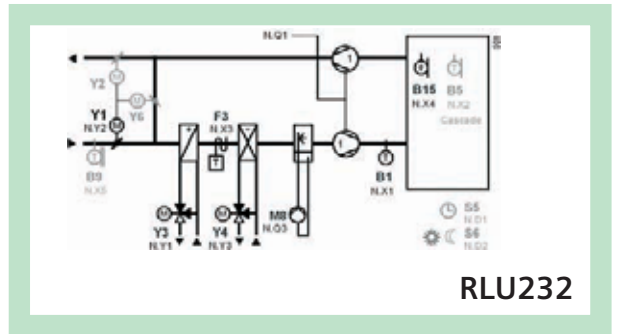 N.Q1
Y2
B15
B5
N.X4
N.X2
Cascade
Y1
N.Y2
Y6
F3
N.X3
B9
N.X5
B1
N.X1
M8
N.Q3
Y3
N.Y1
Y4
N.Y3
S5
N.D1
S6
N.D2
RLU232